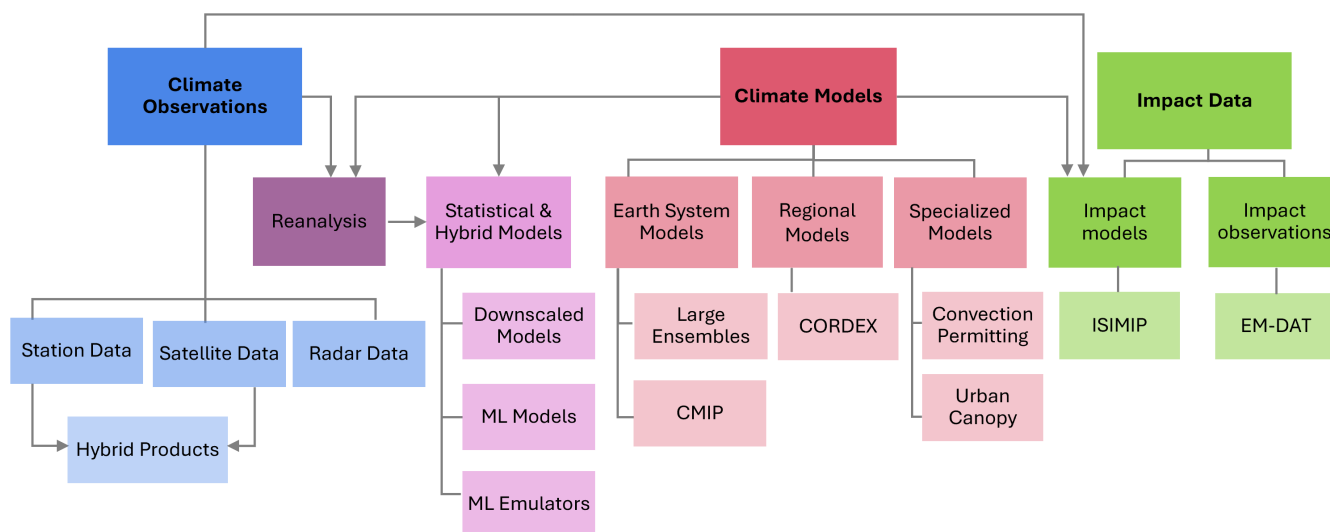 Climate
Observations
Climate Models
Impact Data
Reanalysis
Statistical &
Hybrid Models
Earth System
Models
Regional
Models
Specialized
Models
Impact
models
Impact
observations
Station Data
Satellite Data
Radar Data
Hybrid Products
Downscaled
Models
ML Models
ML Emulators
Large
Ensembles
CMIP
CORDEX
Convection
Permitting
Urban
Canopy
ISIMIP
EM-DAT